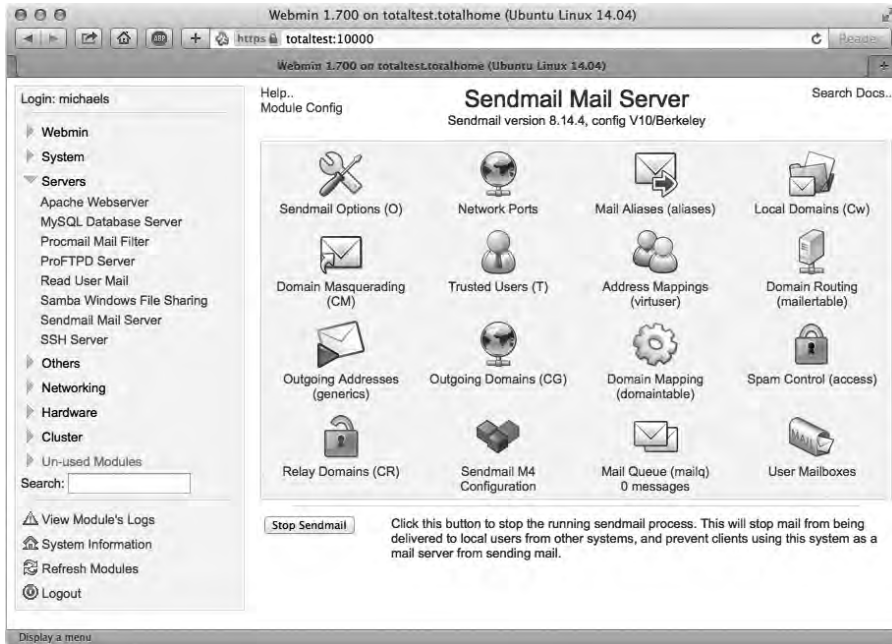 Webmin 1.700 on totaltest.totalhome (Ubuntu Linux 14.04)
ABP
+
https totaltest:10000
Reader
Webmin 1.700 on totaltest.totalhome (Ubuntu Linux 14.04)
+
Login: michaels
Webmin
System
Servers
Apache Webserver
MySQL Database Server
Procmail Mail Filter
ProFTPD Server
Read User Mail
Samba Windows File Sharing
Sendmail Mail Server
SSH Server
Others
Networking
Hardware
Cluster
Un-used Modules
Search:
View Module's Logs
System Information
Refresh Modules
Logout
Help..
Module Config
Sendmail Mail Server
Sendmail version 8.14.4, config V10/Berkeley
Search Docs..
Sendmail Options (O)
Network Ports
Mail Aliases (aliases)
Local Domains (Cw)
Domain Masquerading
(CM)
Trusted Users (T)
Address Mappings
(virtuser)
Domain Routing
(mailertable)
Outgoing Addresses
(generics)
Outgoing Domains (CG)
Domain Mapping
(domaintable)
Spam Control (access)
Relay Domains (CR)
Sendmail M4
Configuration
Mail Queue (mailq)
0 messages
MAIL
User Mailboxes
Stop Sendmail
Click this button to stop the running sendmail process. This will stop mail from being
delivered to local users from other systems, and prevent clients using this system as a
mail server from sending mail.
Display a menu